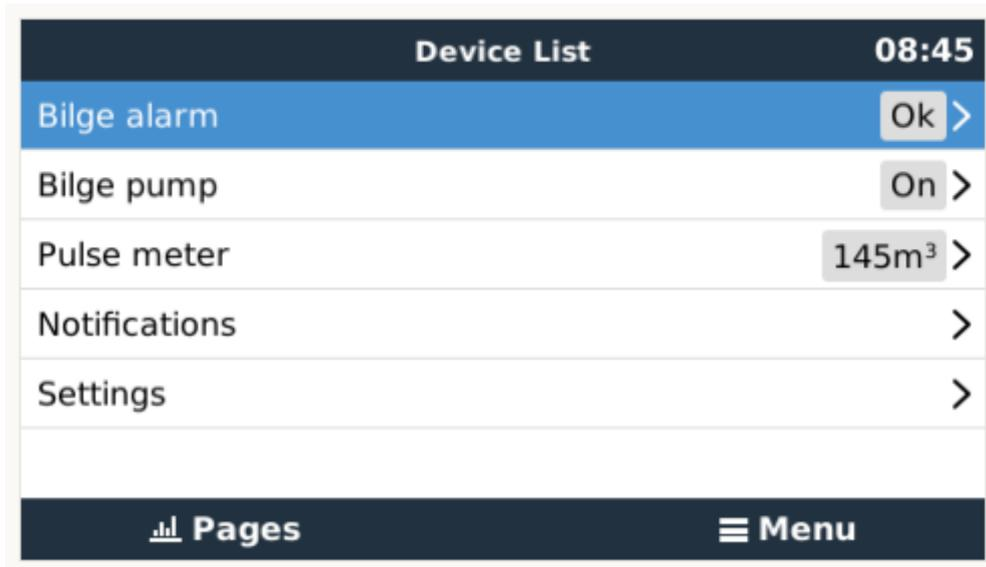 Device List 08:45
Bilge alarm Ok
Bilge pump On
Pulse meter 145m³
Notifications
Settings
Pages Menu